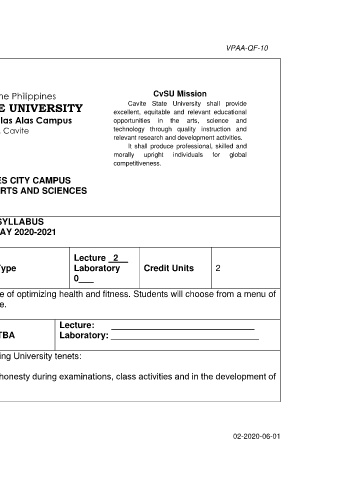 VPAA-QF-10
ne Philippines
E UNIVERSITY
las Alas Campus
, Cavite
CvSU Mission
Cavite State University shall provide
excellent, equitable and relevant educational
opportunities in the arts, science and
technology through quality instruction and
relevant research and development activities.
It shall produce professional, skilled and
morally upright individuals for global
competitiveness.
ES CITY CAMPUS
RTS AND SCIENCES
SYLLABUS
AY 2020-2021
Type
Lecture _2__
Laboratory
0___
Credit Units
2
e of optimizing health and fitness. Students will choose from a menu of
e.
TBA
Lecture:
Laboratory:
ing University tenets:
honesty during examinations, class activities and in the development of
02-2020-06-01